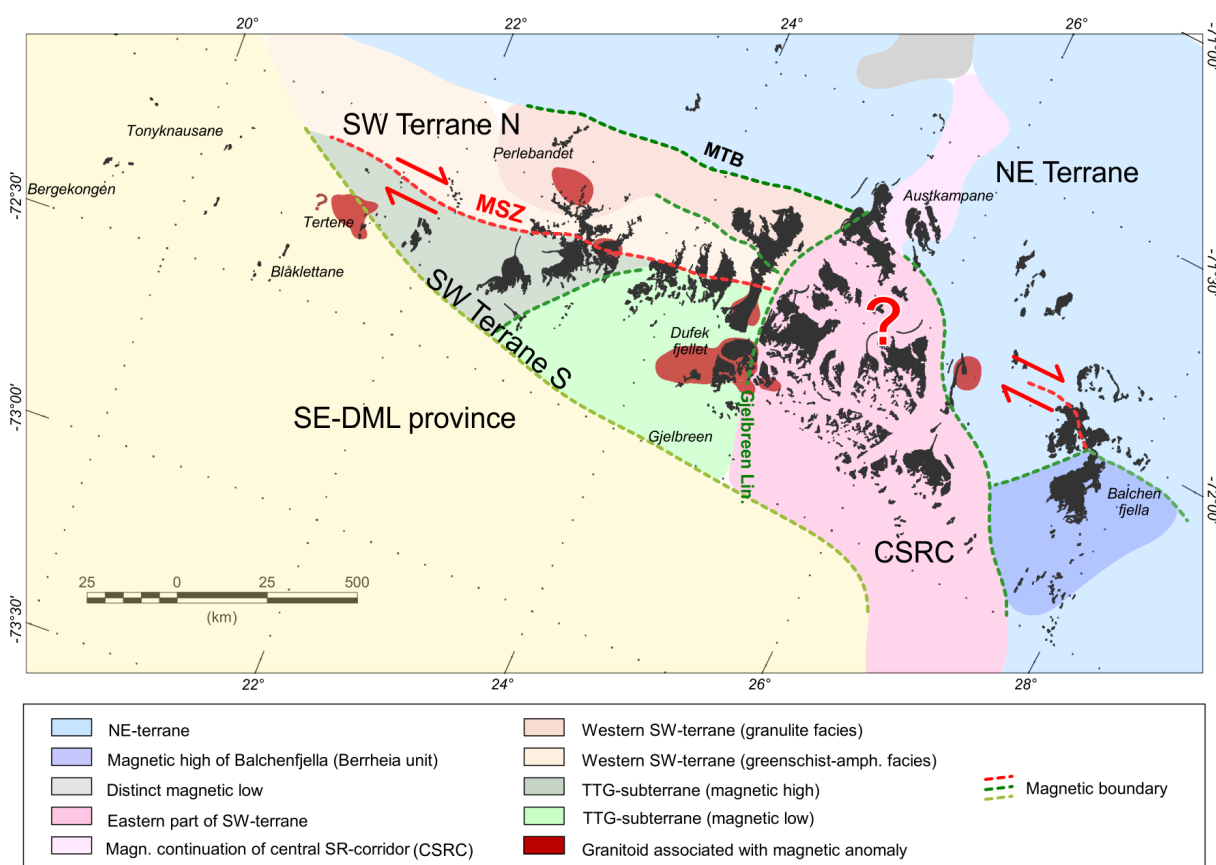 20°
22°
24°
26°
-71°00'
Tonyknausane
SW Terrane N
Perlebandet
MTB
NE Terrane
Bergekongen
-72°30'
MSZ
Austkampane
?
Tertene
Blåklettane
-71°30'
SW Terrane S
?
Dufek
fjellet
-73°00'
SE-DML province
Gjelbreen
Gjelbreen Lin.
Balchen
fjella
-72°00'
CSRC
25 0 25 500
(km)
-73°30'
22°
24°
26°
28°
NE-terrane
Magnetic high of Balchenfjella (Berrheia unit)
Distinct magnetic low
Eastern part of SW-terrane
Magn. continuation of central SR-corridor (CSRC)
Western SW-terrane (granulite facies)
Western SW-terrane (greenschist-amph. facies)
TTG-subterrane (magnetic high)
TTG-subterrane (magnetic low)
Granitoid associated with magnetic anomaly
Magnetic boundary